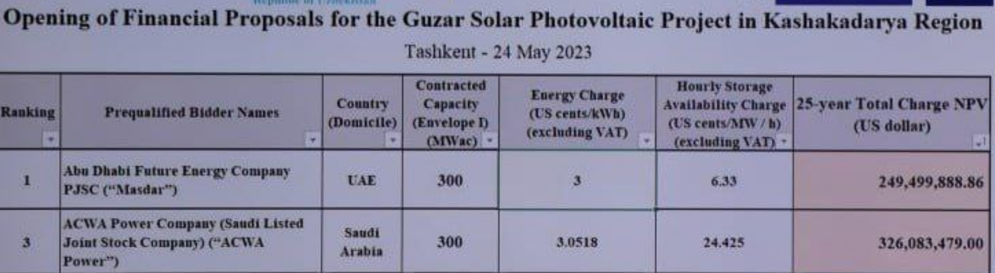 Republic of Uzbekistan
Opening of Financial Proposals for the Guzar Solar Photovoltaic Project in Kashakadarya Region
Tashkent - 24 May 2023
Ranking
Prequalified Bidder Names
Country
(Domicile)
Contracted
Capacity
(Envelope I)
(MWac)
Energy Charge
(US cents/kWh)
(excluding VAT)
Hourly Storage
Availability Charge
(US cents/MW / h)
(excluding VAT)
25-year Total Charge NPV
(US dollar)
1
Abu Dhabi Future Energy Company
PJSC (“Masdar”)
UAE
300
3
6.33
249,499,888.86
3
ACWA Power Company (Saudi Listed
Joint Stock Company) (“ACWA
Power”)
Saudi
Arabia
300
3.0518
24.425
326,083,479.00